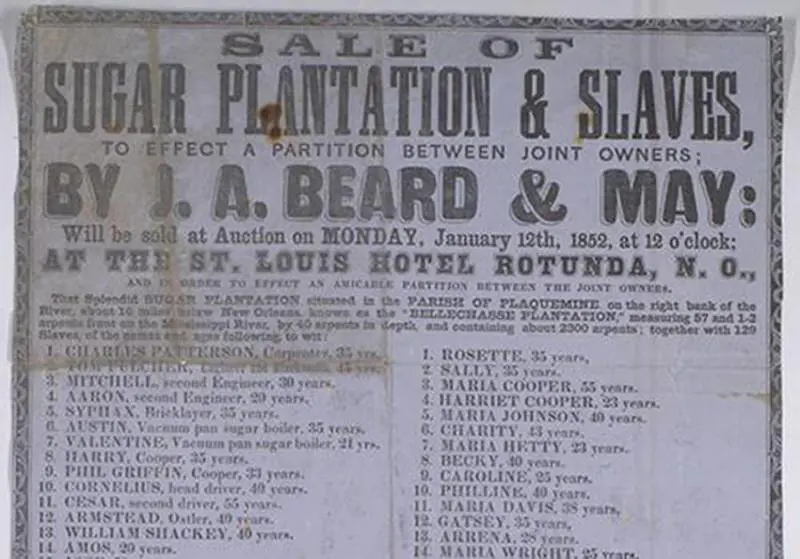 SALE OF
SUGAR PLANTATION & SLAVES,
TO EFFECT A PARTITION BETWEEN JOINT OWNERS;
BY J. A. BEARD & MAY:
Will be sold at Auction on MONDAY, January 12th, 1852, at 12 o'clock;
AT THE ST. LOUIS HOTEL ROTUNDA, N. O.,
AND IN ORDER TO EFFECT AN AMICABLE PARTITION BETWEEN THE JOINT OWNERS.
That Splendid SUGAR PLANTATION situated in the PARISH OF PLAQUEMINE on the right bank of the
River, about 10 miles below New Orleans, known as the "BELLECHASSE PLANTATION," measuring 57 and 1-2
arpents front on the Mississippi River, by 40 arpents in depth, and containing about 2300 arpents; together with 129
Slaves, of the names and ages following, to wit:
1. CHARLES PATTERSON, Carpenter, 35 yrs.
2. TOM FULCHER, Engineer and Blacksmith, 45 yrs.
3. MITCHELL, second Engineer, 30 years.
4. AARON, second Engineer, 20 years.
5. SYPHAX, Bricklayer, 35 years.
6. AUSTIN, Vacuum pan sugar boiler, 35 years.
7. VALENTINE, Vacuum pan sugar boiler, 21 yrs.
8. HARRY, Cooper, 35 years.
9. PHIL GRIFFIN, Cooper, 33 years.
10. CORNELIUS, head driver, 40 years.
11. CESAR, second driver, 55 years.
12. ARMSTEAD, Ostler, 40 years.
13. WILLIAM SHACKEY, 40 years.
14. AMOS, 20 years.
1. ROSETTE, 35 years,
2. SALLY, 35 years.
3. MARIA COOPER, 55 years.
4. HARRIET COOPER, 23 years.
5. MARIA JOHNSON, 40 years.
6. CHARITY, 43 years.
7. MARIA HETTY, 23 years.
8. BECKY, 40 years.
9. CAROLINE, 25 years.
10. PHILLINE, 40 years.
11. MARIA DAVIS, 38 years.
12. GATSEY, 35 years,
13. ARRENA, 28 years.
14. MARIA WRIGHT, 25 years.